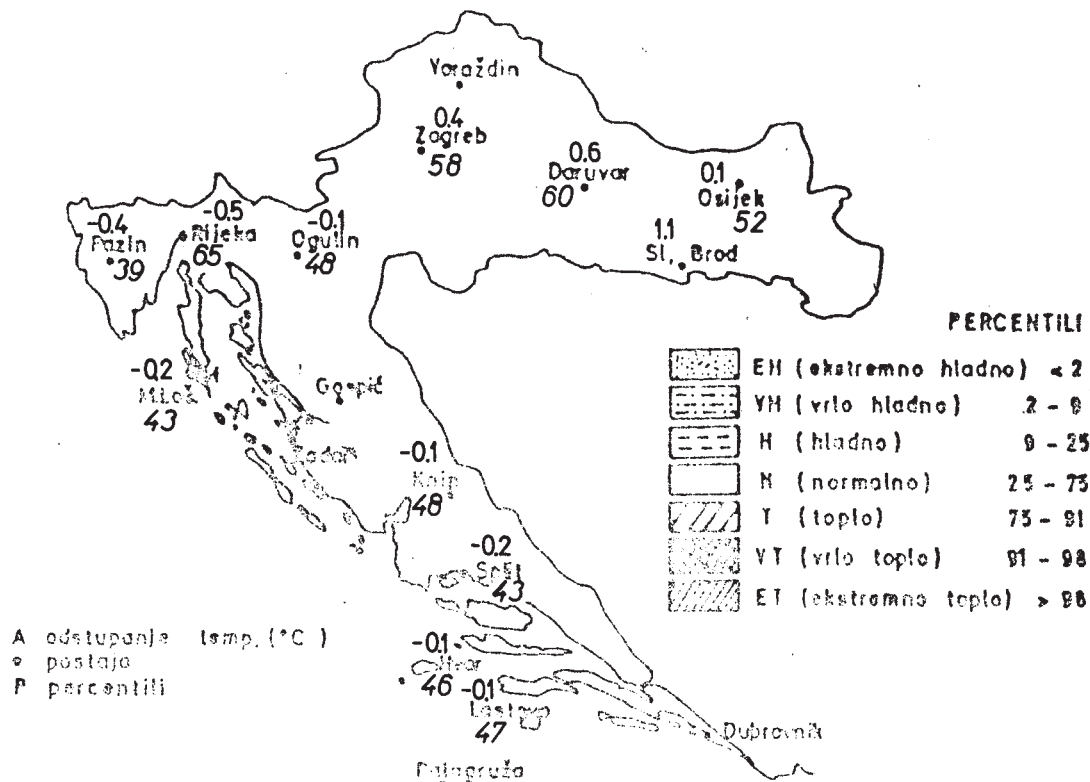 Voraždin
0.4
Zagreb
58
0.6
Daruvar
60
0.1
Osijek
52
1.1
Sl, Brod
-0.4
Pazin
39
-0.5
Rijeka
65
-0.1
Ogulin
48
PERCENTILI
EH (ekstremno hladno) < 2
VH (vrlo hladno) 2 - 9
H (hladno) 9 - 25
N (normalno) 25 - 75
T (toplo) 75 - 91
VT (vrlo toplo) 91 - 98
ET (ekstremno toplo) > 98
-0.2
M.Loš
43
Gospić
Zadar
-0.1
Knin
48
-0.2
Split
43
A odstupanje temp. (°C)
postaja
P percentili
-0.1
Hvar
46
-0.1
Last
47
Dubrovnik
Palagruža